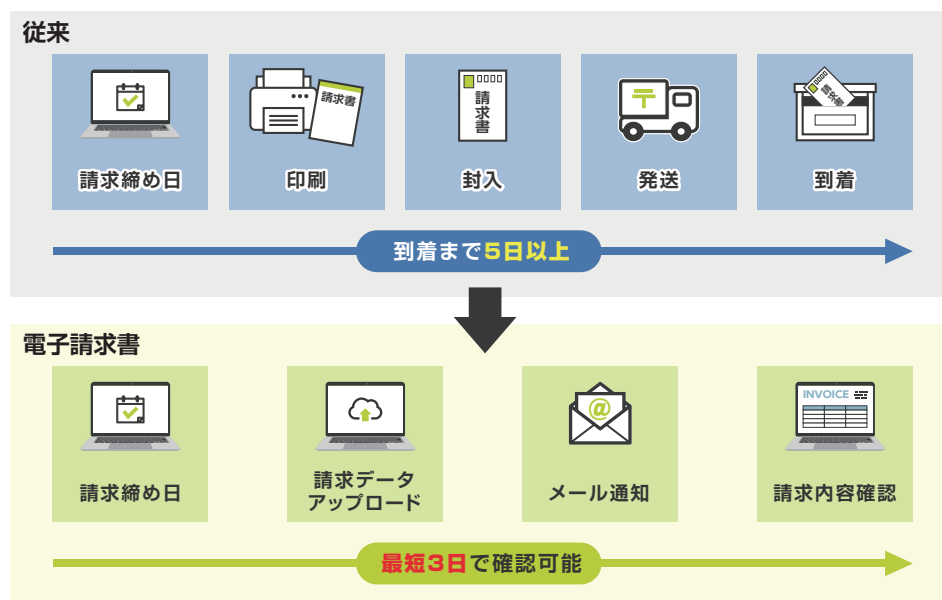 従来
請求書
請求書
請求書
請求締め日
印刷
封入
発送
到着
到着まで5日以上
電子請求書
@
INVOICE
請求締め日
請求データ
アップロード
メール通知
請求内容確認
最短3日で確認可能